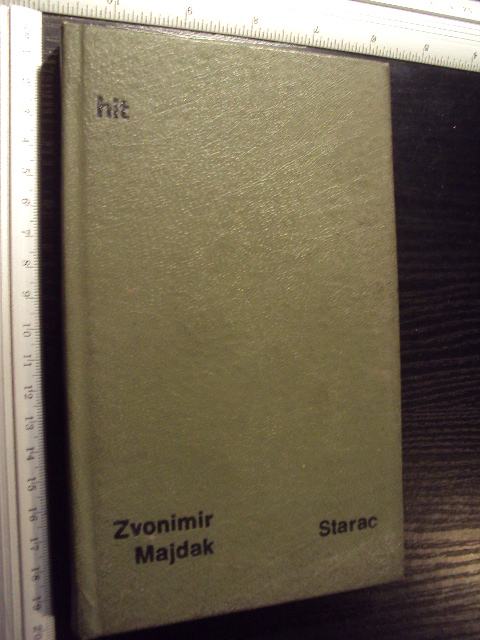 hit
Zvonimir
Majdak
Starac